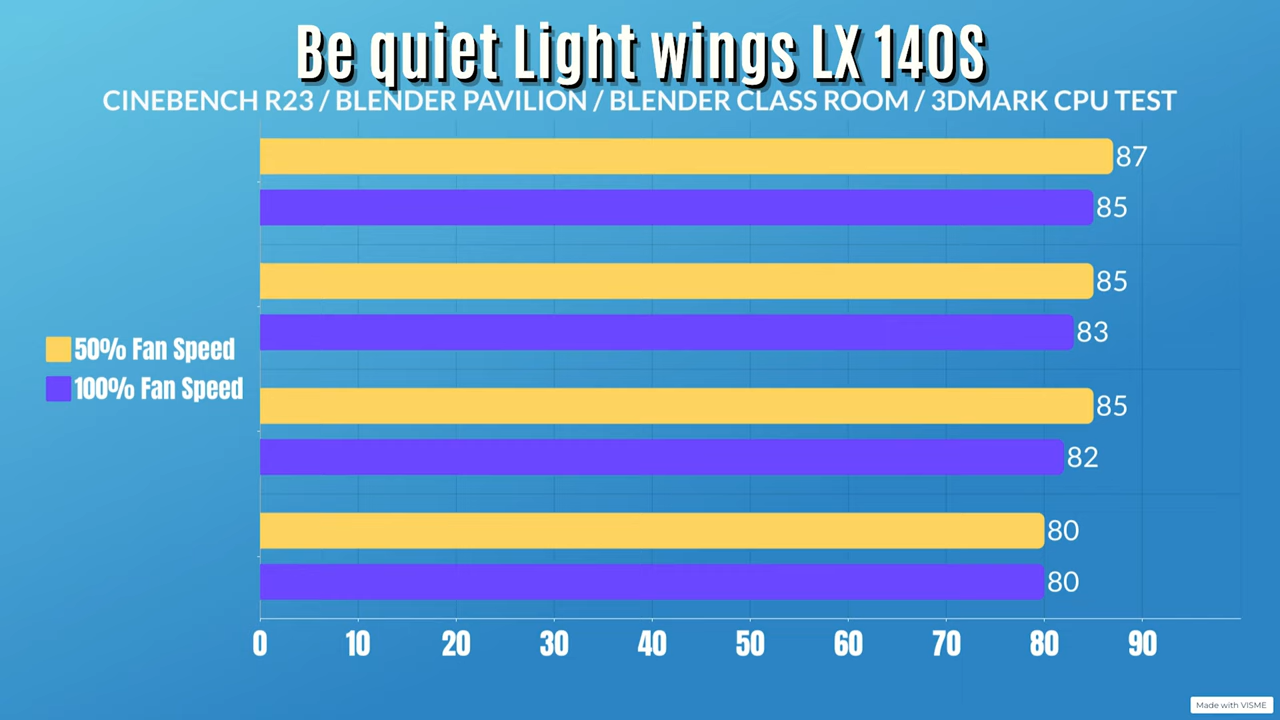 Be quiet Light wings LX 140S
CINEBENCH R23 / BLENDER PAVILION / BLENDER CLASS ROOM / 3DMARK CPU TEST
87
85
85
83
50% Fan Speed
100% Fan Speed
85
82
80
80
0 10 20 30 40 50 60 70 80 90
Made with VISME